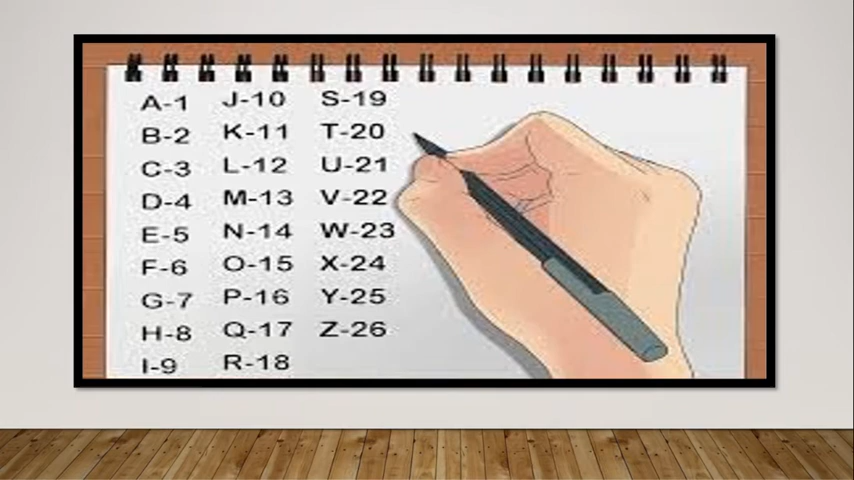 A-1 J-10 S-19
B-2 K-11 T-20
C-3 L-12 U-21
D-4 M-13 V-22
E-5 N-14 W-23
F-6 O-15 X-24
G-7 P-16 Y-25
H-8 Q-17 Z-26
I-9 R-18